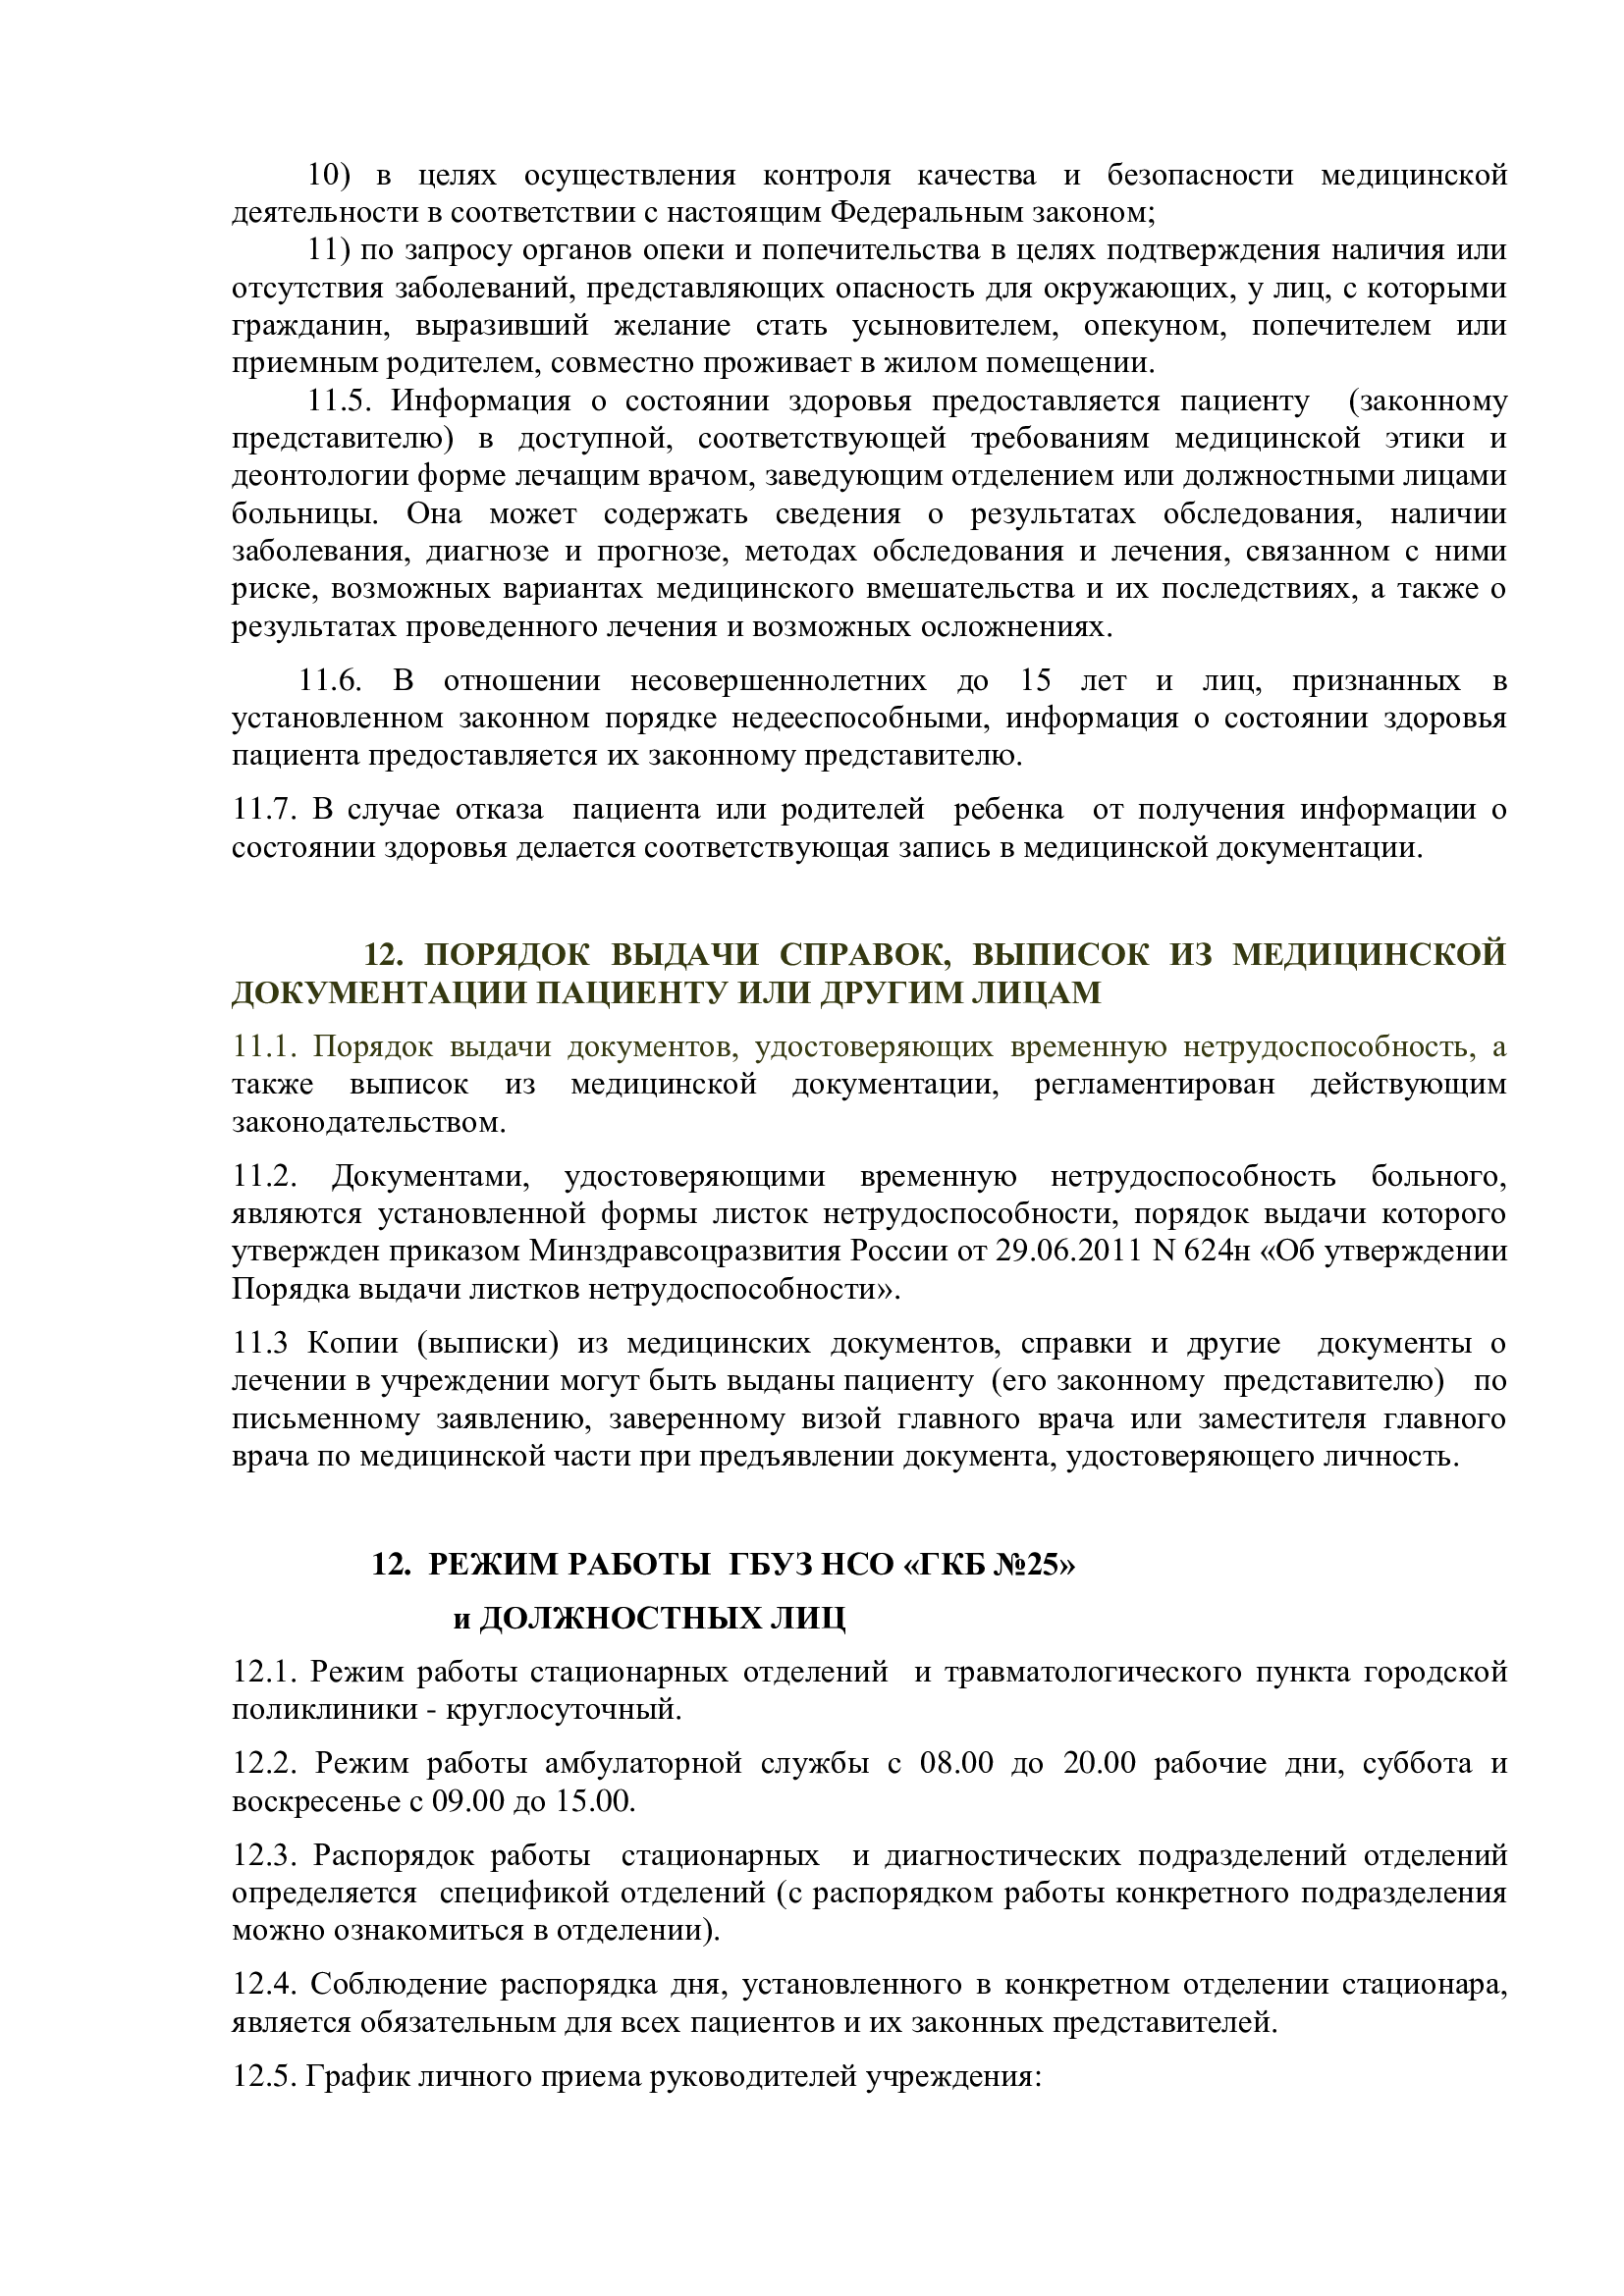 10) в целях осуществления контроля качества и безопасности медицинской
деятельности в соответствии с настоящим Федеральным законом;
11) по запросу органов опеки и попечительства в целях подтверждения наличия или
отсутствия заболеваний, представляющих опасность для окружающих, у лиц, с которыми
гражданин, выразивший желание стать усыновителем, опекуном, попечителем или
приемным родителем, совместно проживает в жилом помещении.
11.5. Информация о состоянии здоровья предоставляется пациенту (законному
представителю) в доступной, соответствующей требованиям медицинской этики и
деонтологии форме лечащим врачом, заведующим отделением или должностными лицами
больницы. Она может содержать сведения о результатах обследования, наличии
заболевания, диагнозе и прогнозе, методах обследования и лечения, связанном с ними
риске, возможных вариантах медицинского вмешательства и их последствиях, а также о
результатах проведенного лечения и возможных осложнениях.
11.6. В отношении несовершеннолетних до 15 лет и лиц, признанных в
установленном законном порядке недееспособными, информация о состоянии здоровья
пациента предоставляется их законному представителю.
11.7. В случае отказа пациента или родителей ребенка от получения информации о
состоянии здоровья делается соответствующая запись в медицинской документации.
12. ПОРЯДОК ВЫДАЧИ СПРАВОК, ВЫПИСОК ИЗ МЕДИЦИНСКОЙ
ДОКУМЕНТАЦИИ ПАЦИЕНТУ ИЛИ ДРУГИМ ЛИЦАМ
11.1. Порядок выдачи документов, удостоверяющих временную нетрудоспособность, а
также выписок из медицинской документации, регламентирован действующим
законодательством.
11.2. Документами, удостоверяющими временную нетрудоспособность больного,
являются установленной формы листок нетрудоспособности, порядок выдачи которого
утвержден приказом Минздравсоцразвития России от 29.06.2011 N 624н «Об утверждении
Порядка выдачи листков нетрудоспособности».
11.3 Копии (выписки) из медицинских документов, справки и другие документы о
лечении в учреждении могут быть выданы пациенту (его законному представителю) по
письменному заявлению, заверенному визой главного врача или заместителя главного
врача по медицинской части при предъявлении документа, удостоверяющего личность.
12. РЕЖИМ РАБОТЫ ГБУЗ НСО «ГКБ №25»
и ДОЛЖНОСТНЫХ ЛИЦ
12.1. Режим работы стационарных отделений и травматологического пункта городской
поликлиники - круглосуточный.
12.2. Режим работы амбулаторной службы с 08.00 до 20.00 рабочие дни, суббота и
воскресенье с 09.00 до 15.00.
12.3. Распорядок работы стационарных и диагностических подразделений отделений
определяется спецификой отделений (с распорядком работы конкретного подразделения
можно ознакомиться в отделении).
12.4. Соблюдение распорядка дня, установленного в конкретном отделении стационара,
является обязательным для всех пациентов и их законных представителей.
12.5. График личного приема руководителей учреждения: